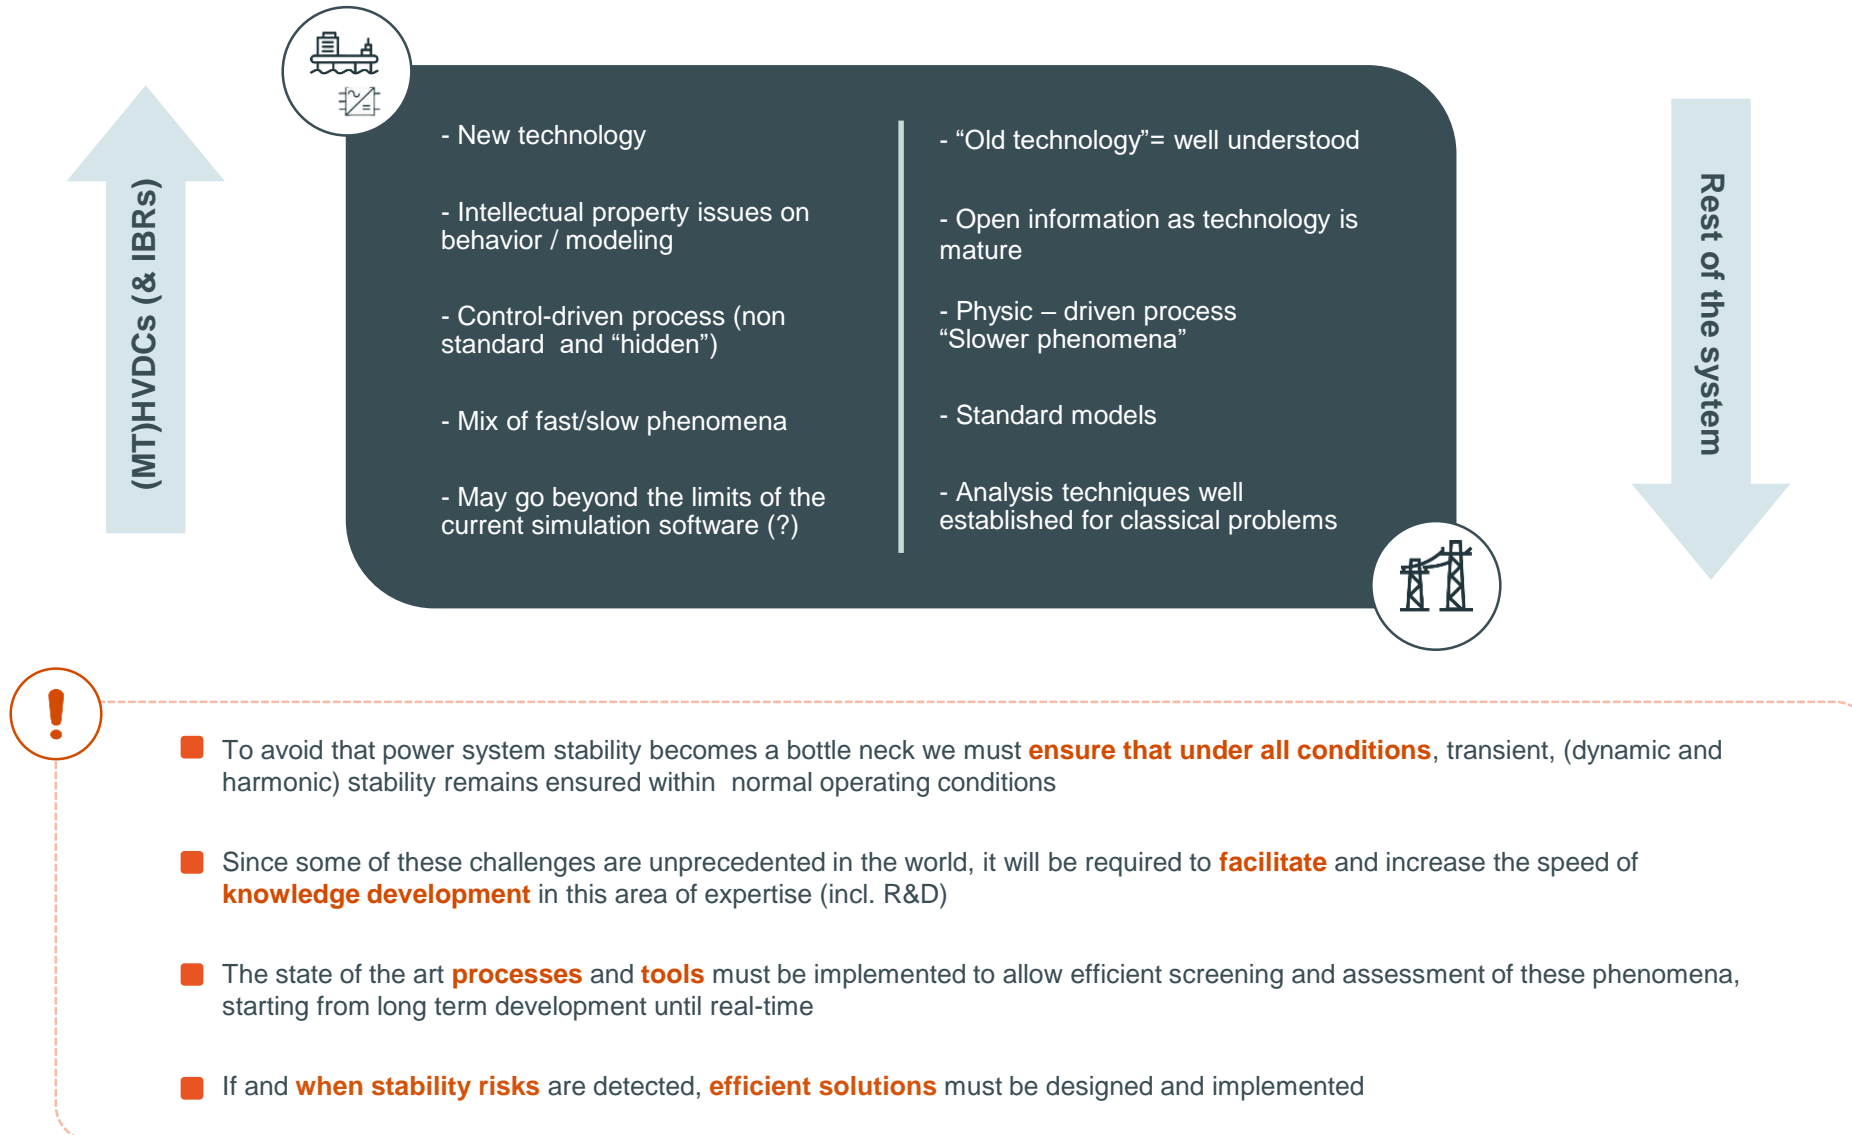 (MT)HVDCs (& IBRs)
- New technology
- Intellectual property issues on
behavior / modeling
- Control-driven process (non
standard  and “hidden”)
- Mix of fast/slow phenomena
- May go beyond the limits of the
current simulation software (?)
- “Old technology”= well understood
- Open information as technology is
mature
- Physic – driven process
“Slower phenomena”
- Standard models
- Analysis techniques well
established for classical problems
Rest of the system
!
To avoid that power system stability becomes a bottle neck we must ensure that under all conditions, transient, (dynamic and
harmonic) stability remains ensured within  normal operating conditions
Since some of these challenges are unprecedented in the world, it will be required to facilitate and increase the speed of
knowledge development in this area of expertise (incl. R&D)
The state of the art processes and tools must be implemented to allow efficient screening and assessment of these phenomena,
starting from long term development until real-time
If and when stability risks are detected, efficient solutions must be designed and implemented